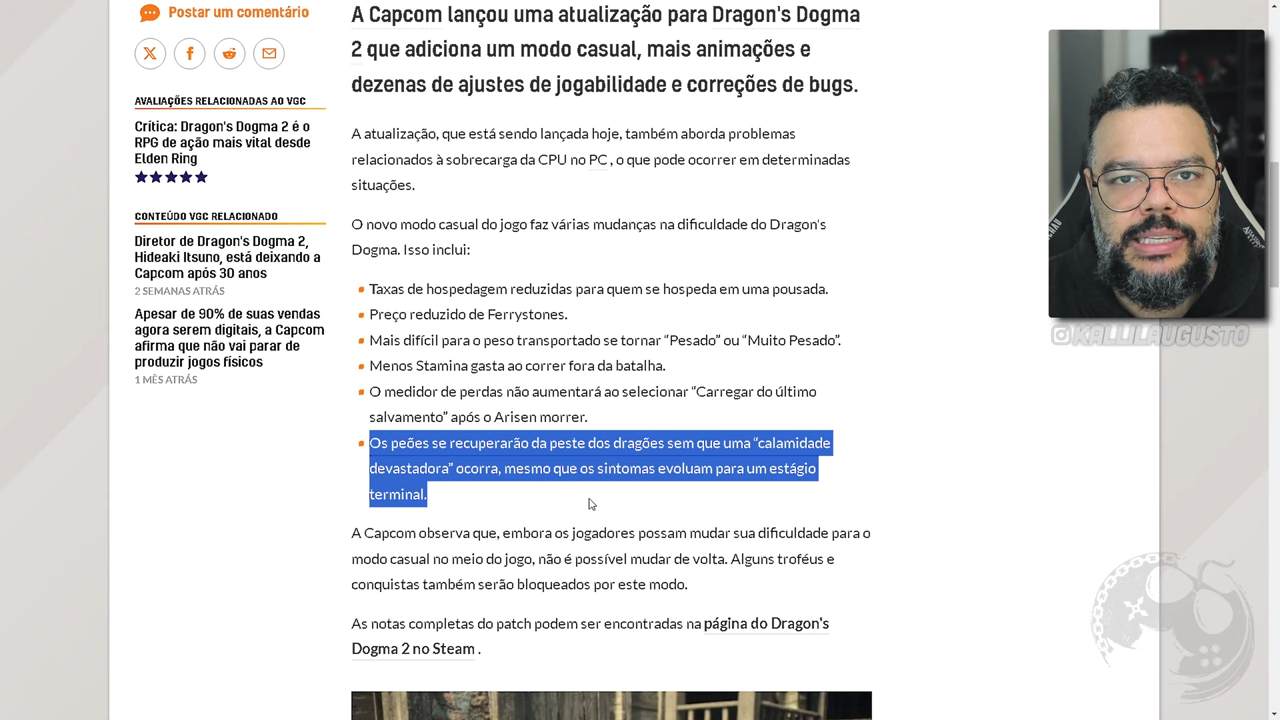 Postar um comentário
AVALIAÇÕES RELACIONADAS AO VGC
Crítica: Dragon's Dogma 2 é o
RPG de ação mais vital desde
Elden Ring
CONTEÚDO VGC RELACIONADO
Diretor de Dragon's Dogma 2,
Hideaki Itsuno, está deixando a
Capcom após 30 anos
2 SEMANAS ATRÁS
Apesar de 90% de suas vendas
agora serem digitais, a Capcom
afirma que não vai parar de
produzir jogos físicos
1 MÊS ATRÁS
A Capcom lançou uma atualização para Dragon's Dogma
2 que adiciona um modo casual, mais animações e
dezenas de ajustes de jogabilidade e correções de bugs.
A atualização, que está sendo lançada hoje, também aborda problemas
relacionados à sobrecarga da CPU no PC , o que pode ocorrer em determinadas
situações.
O novo modo casual do jogo faz várias mudanças na dificuldade do Dragon's
Dogma. Isso inclui:
Taxas de hospedagem reduzidas para quem se hospeda em uma pousada.
Preço reduzido de Ferrystones.
Mais difícil para o peso transportado se tornar “Pesado” ou “Muito Pesado”.
Menos Stamina gasta ao correr fora da batalha.
O medidor de perdas não aumentará ao selecionar “Carregar do último
salvamento” após o Arisen morrer.
Os peões se recuperarão da peste dos dragões sem que uma “calamidade
devastadora” ocorra, mesmo que os sintomas evoluam para um estágio
terminal.
A Capcom observa que, embora os jogadores possam mudar sua dificuldade para o
modo casual no meio do jogo, não é possível mudar de volta. Alguns troféus e
conquistas também serão bloqueados por este modo.
As notas completas do patch podem ser encontradas na página do Dragon's
Dogma 2 no Steam .
KALLILAUGUSTO